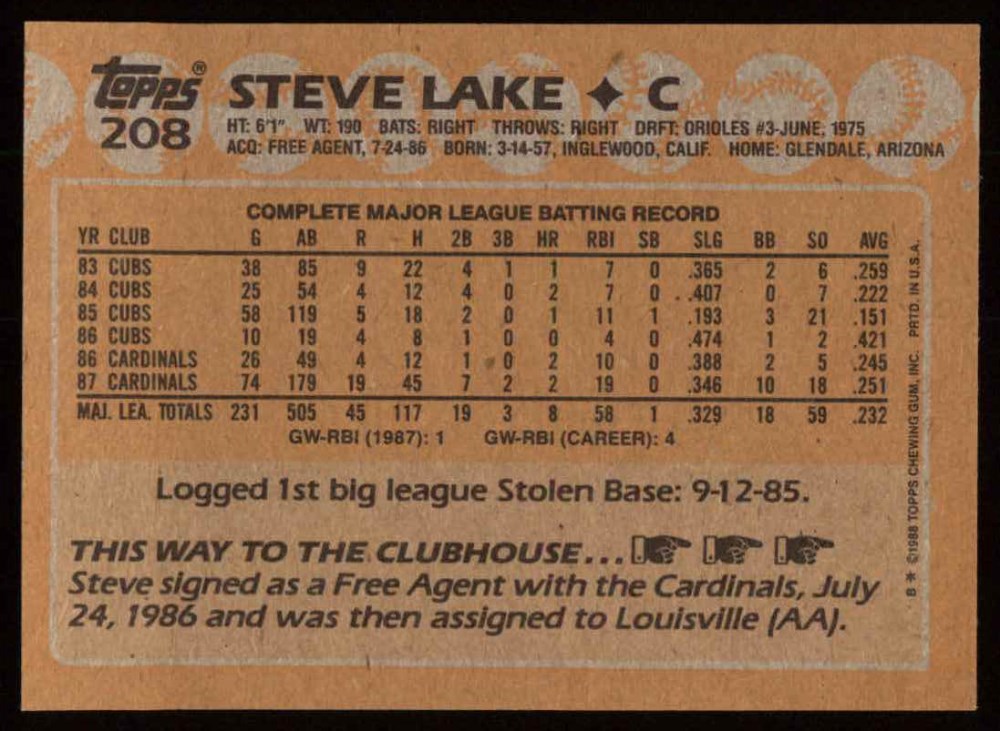 topps® STEVE LAKE ✦ C
208
HT: 6'1" WT: 190 BATS: RIGHT THROWS: RIGHT DRFT: ORIOLES #3-JUNE, 1975
ACQ: FREE AGENT, 7-24-86 BORN: 3-14-57, INGLEWOOD, CALIF. HOME: GLENDALE, ARIZONA
COMPLETE MAJOR LEAGUE BATTING RECORD
YR CLUB G AB R H 2B 3B HR RBI SB SLG BB SO AVG
83 CUBS 38 85 9 22 4 1 1 7 0 .365 2 6 .259
84 CUBS 25 54 4 12 4 0 2 7 0 .407 0 7 .222
85 CUBS 58 119 5 18 2 0 1 11 1 .193 3 21 .151
86 CUBS 10 19 4 8 1 0 0 4 0 .474 1 2 .421
86 CARDINALS 26 49 4 12 1 0 2 10 0 .388 2 5 .245
87 CARDINALS 74 179 19 45 7 2 2 19 0 .346 10 18 .251
MAJ. LEA. TOTALS 231 505 45 117 19 3 8 58 1 .329 18 59 .232
GW-RBI (1987): 1 GW-RBI (CAREER): 4
Logged 1st big league Stolen Base: 9-12-85.
THIS WAY TO THE CLUBHOUSE...
Steve signed as a Free Agent with the Cardinals, July
24, 1986 and was then assigned to Louisville (AA).
B* ©1988 TOPPS CHEWING GUM, INC. PRTD. IN U.S.A.